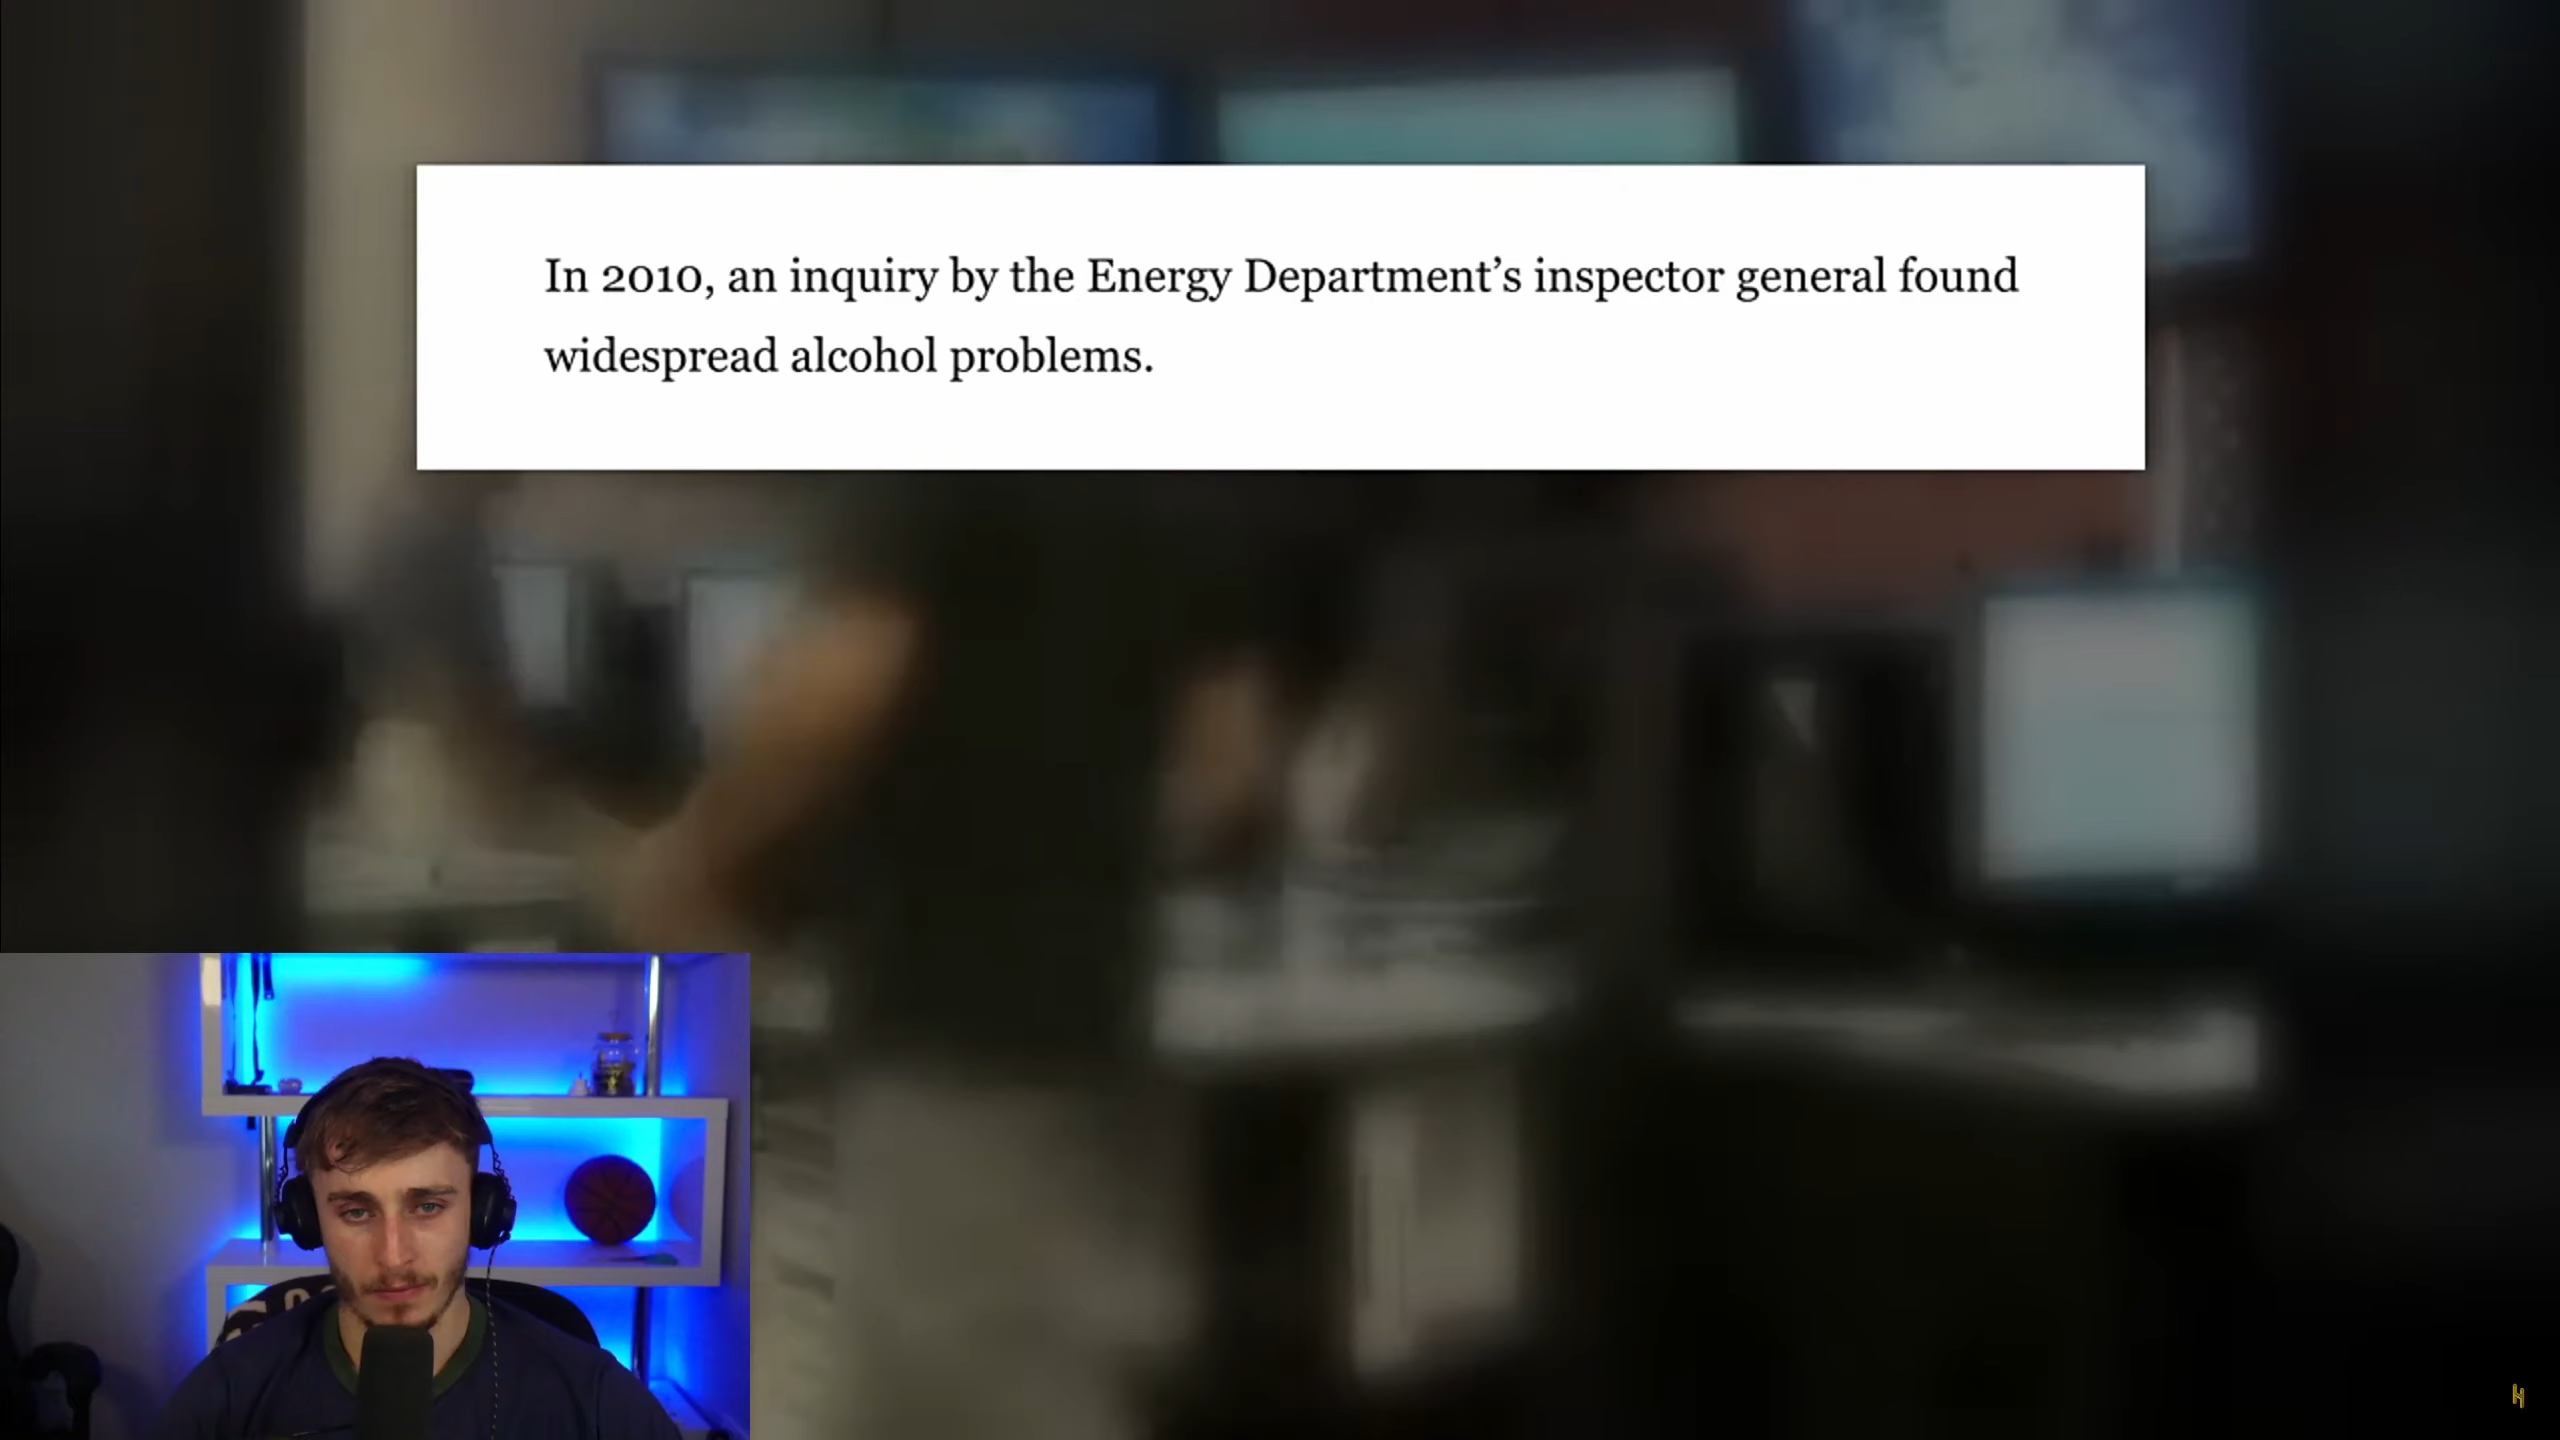 In 2010, an inquiry by the Energy Department’s inspector general found
widespread alcohol problems.